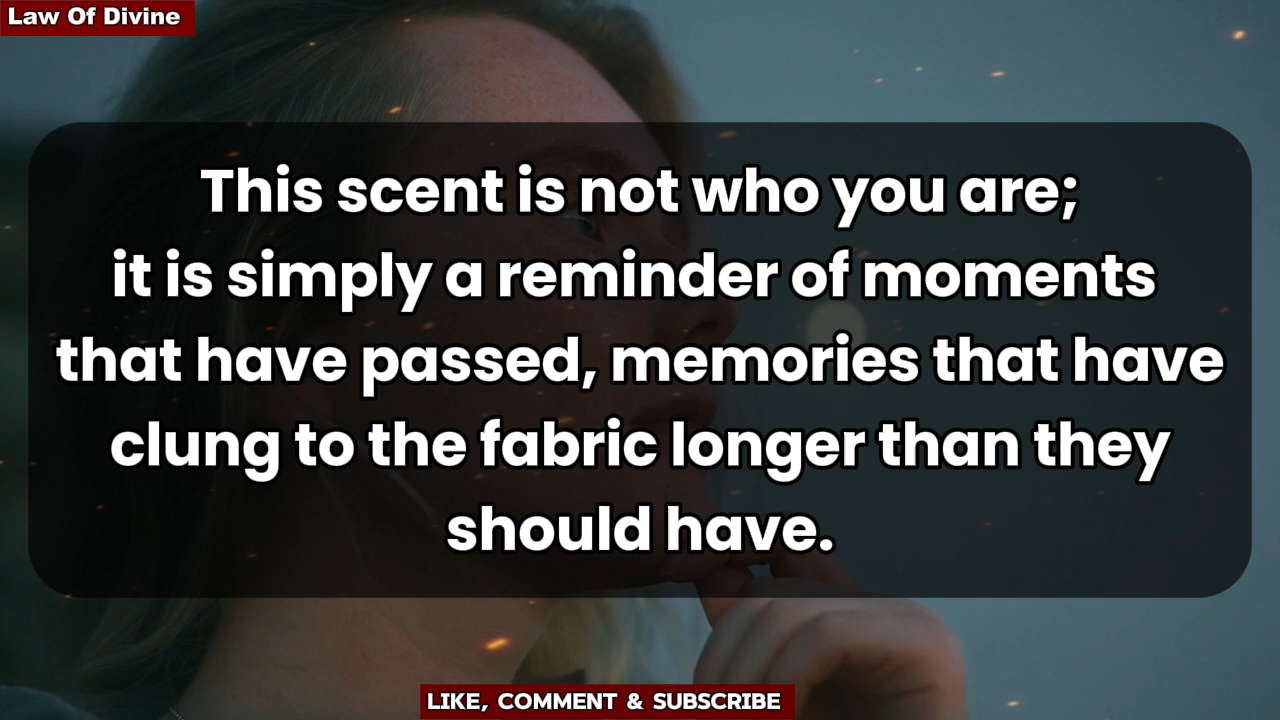 Law Of Divine
This scent is not who you are;
it is simply a reminder of moments
that have passed, memories that have
clung to the fabric longer than they
should have.
LIKE, COMMENT & SUBSCRIBE